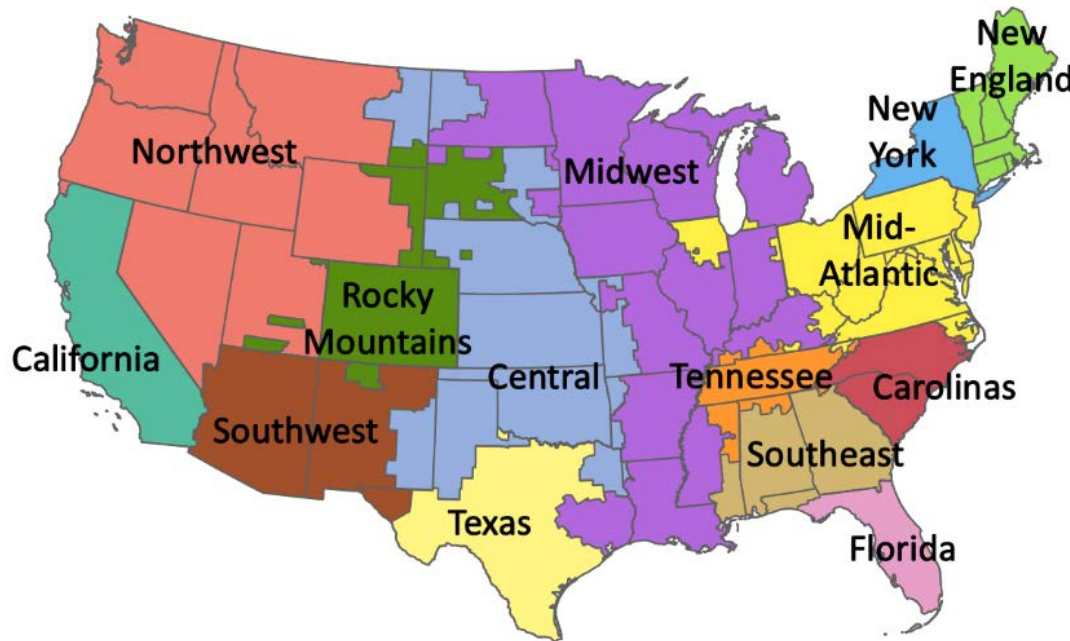 New
England
New
York
Northwest
Midwest
Mid-
Atlantic
Rocky
Mountains
California
Central
Tennessee
Carolinas
Southwest
Southeast
Texas
Florida